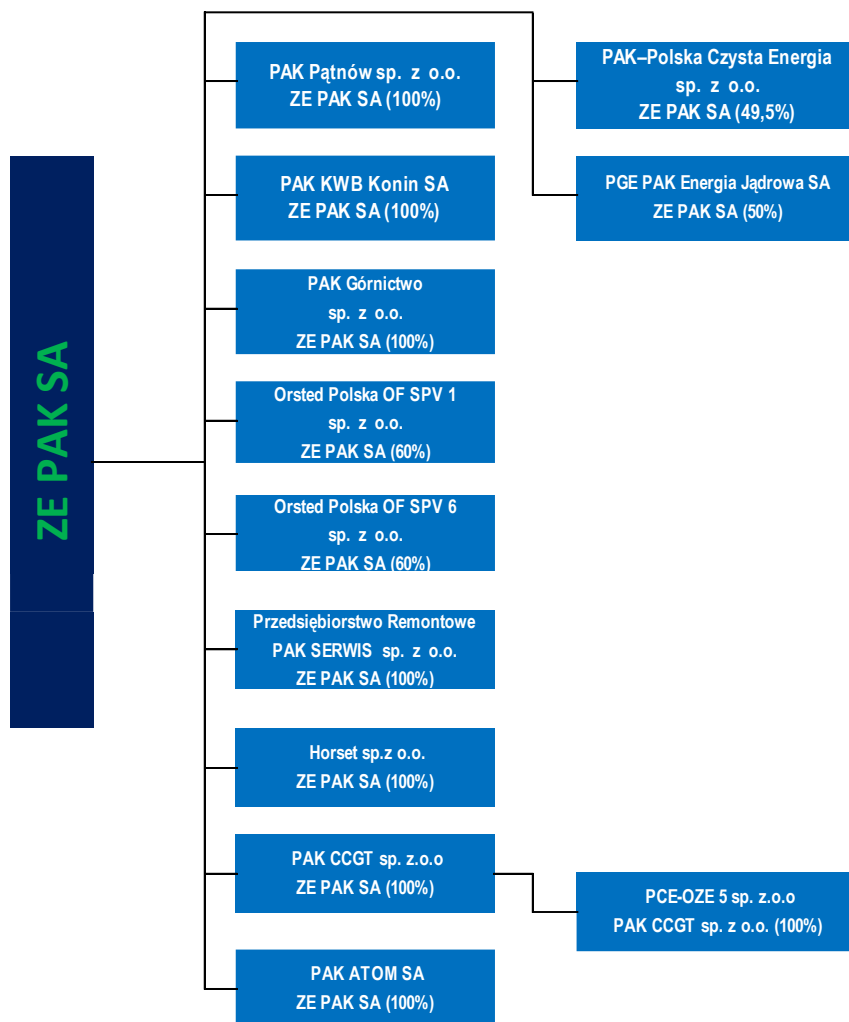 ZE PAK SA
PAK Pątnów sp. z o.o.
ZE PAK SA (100%)
PAK KWB Konin SA
ZE PAK SA (100%)
PAK Górnictwo
sp. z o.o.
ZE PAK SA (100%)
Orsted Polska OF SPV 1
sp. z o.o.
ZE PAK SA (60%)
Orsted Polska OF SPV 6
sp. z o.o.
ZE PAK SA (60%)
Przedsiębiorstwo Remontowe
PAK SERWIS sp. z o.o.
ZE PAK SA (100%)
Horset sp.z o.o.
ZE PAK SA (100%)
PAK CCGT sp. z.o.o
ZE PAK SA (100%)
PAK ATOM SA
ZE PAK SA (100%)
PAK–Polska Czysta Energia
sp. z o.o.
ZE PAK SA (49,5%)
PGE PAK Energia Jądrowa SA
ZE PAK SA (50%)
PCE-OZE 5 sp. z.o.o
PAK CCGT sp. z o.o. (100%)